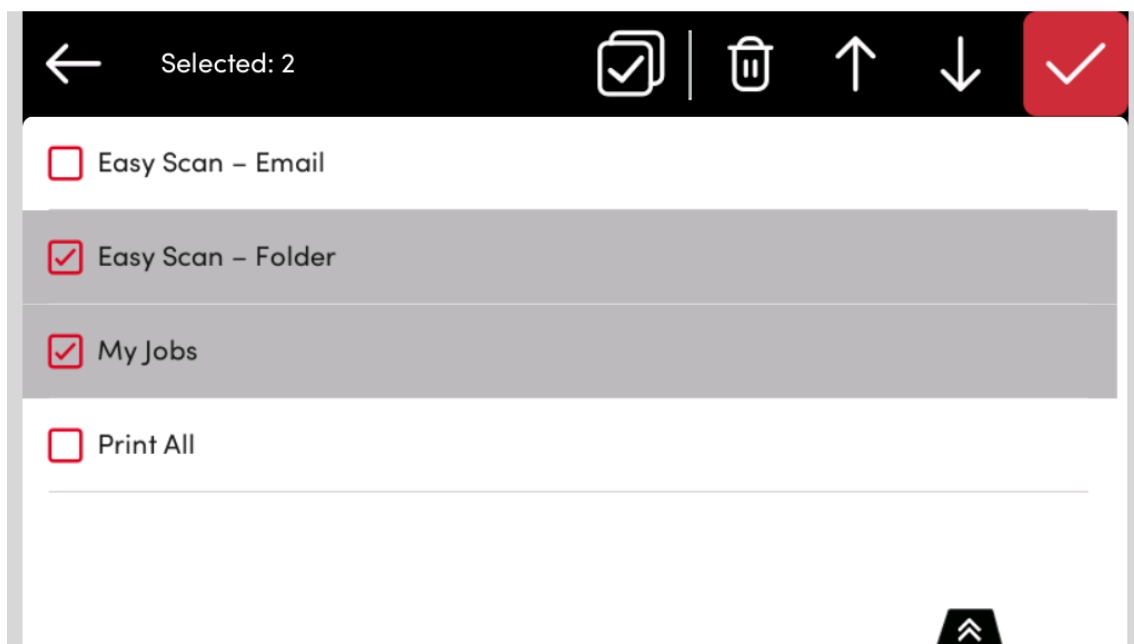 Selected: 2
Easy Scan – Email
Easy Scan – Folder
My Jobs
Print All